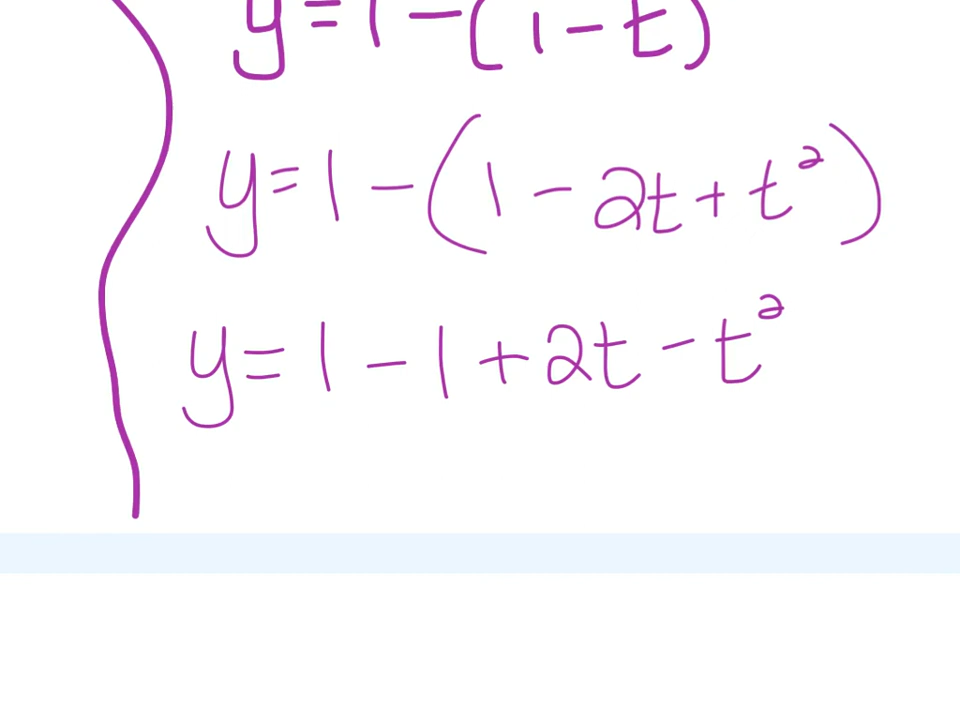 y = 1 - (1 - t)
y = 1 - (1 - 2t + t²)
y = 1 - 1 + 2t - t²